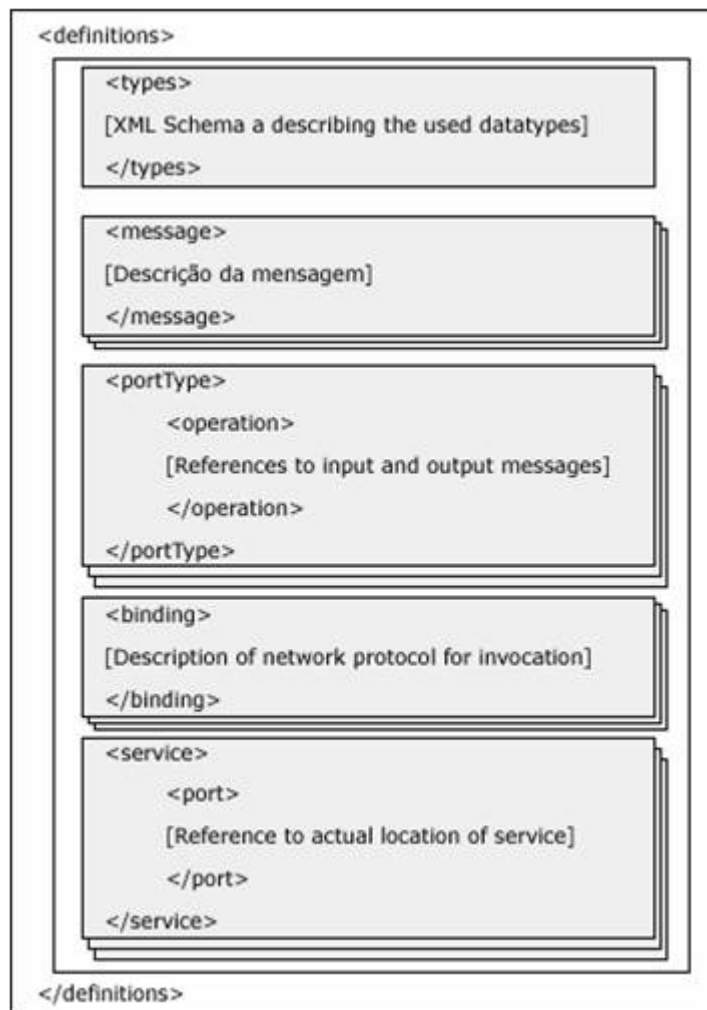 <definitions>
<types>
[XML Schema a describing the used datatypes]
</types>
<message>
[Descrição da mensagem]
</message>
<portType>
<operation>
[References to input and output messages]
</operation>
</portType>
<binding>
[Description of network protocol for invocation]
</binding>
<service>
<port>
[Reference to actual location of service]
</port>
</service>
</definitions>